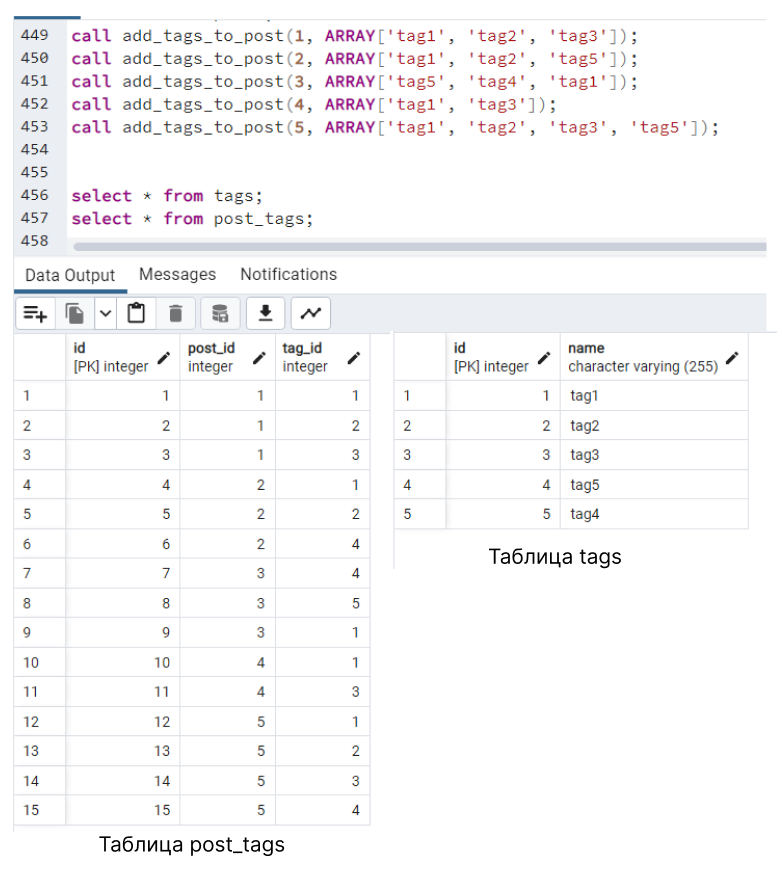 449 call add_tags_to_post(1, ARRAY['tag1', 'tag2', 'tag3']);
450 call add_tags_to_post(2, ARRAY['tag1', 'tag2', 'tag5']);
451 call add_tags_to_post(3, ARRAY['tag5', 'tag4', 'tag1']);
452 call add_tags_to_post(4, ARRAY['tag1', 'tag3']);
453 call add_tags_to_post(5, ARRAY['tag1', 'tag2', 'tag3', 'tag5']);
454
455
456 select * from tags;
457 select * from post_tags;
458
Data Output Messages Notifications
id post_id tag_id
[PK] integer integer integer
1 1 1 1
2 2 1 2
3 3 1 3
4 4 2 1
5 5 2 2
6 6 2 4
7 7 3 4
8 8 3 5
9 9 3 1
10 10 4 1
11 11 4 3
12 12 5 1
13 13 5 2
14 14 5 3
15 15 5 4
Таблица post_tags
id name
[PK] integer character varying (255)
1 1 tag1
2 2 tag2
3 3 tag3
4 4 tag5
5 5 tag4
Таблица tags